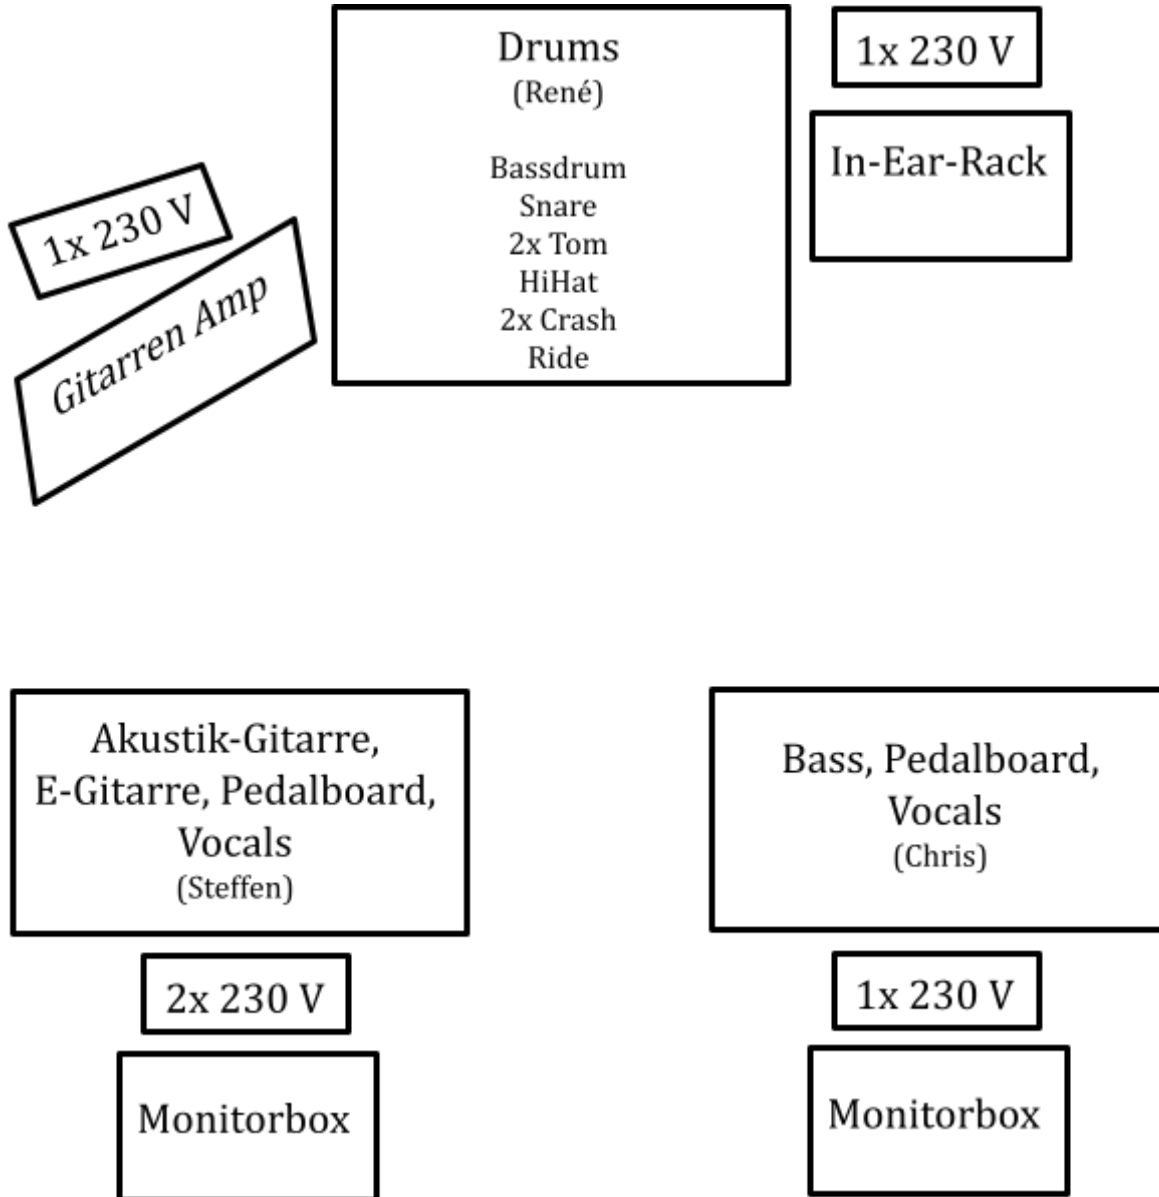 Drums
(René)
Bassdrum
Snare
2x Tom
HiHat
2x Crash
Ride
1x 230 V
In-Ear-Rack
1x 230 V
Gitarren Amp
Akustik-Gitarre,
E-Gitarre, Pedalboard,
Vocals
(Steffen)
2x 230 V
Monitorbox
Bass, Pedalboard,
Vocals
(Chris)
1x 230 V
Monitorbox